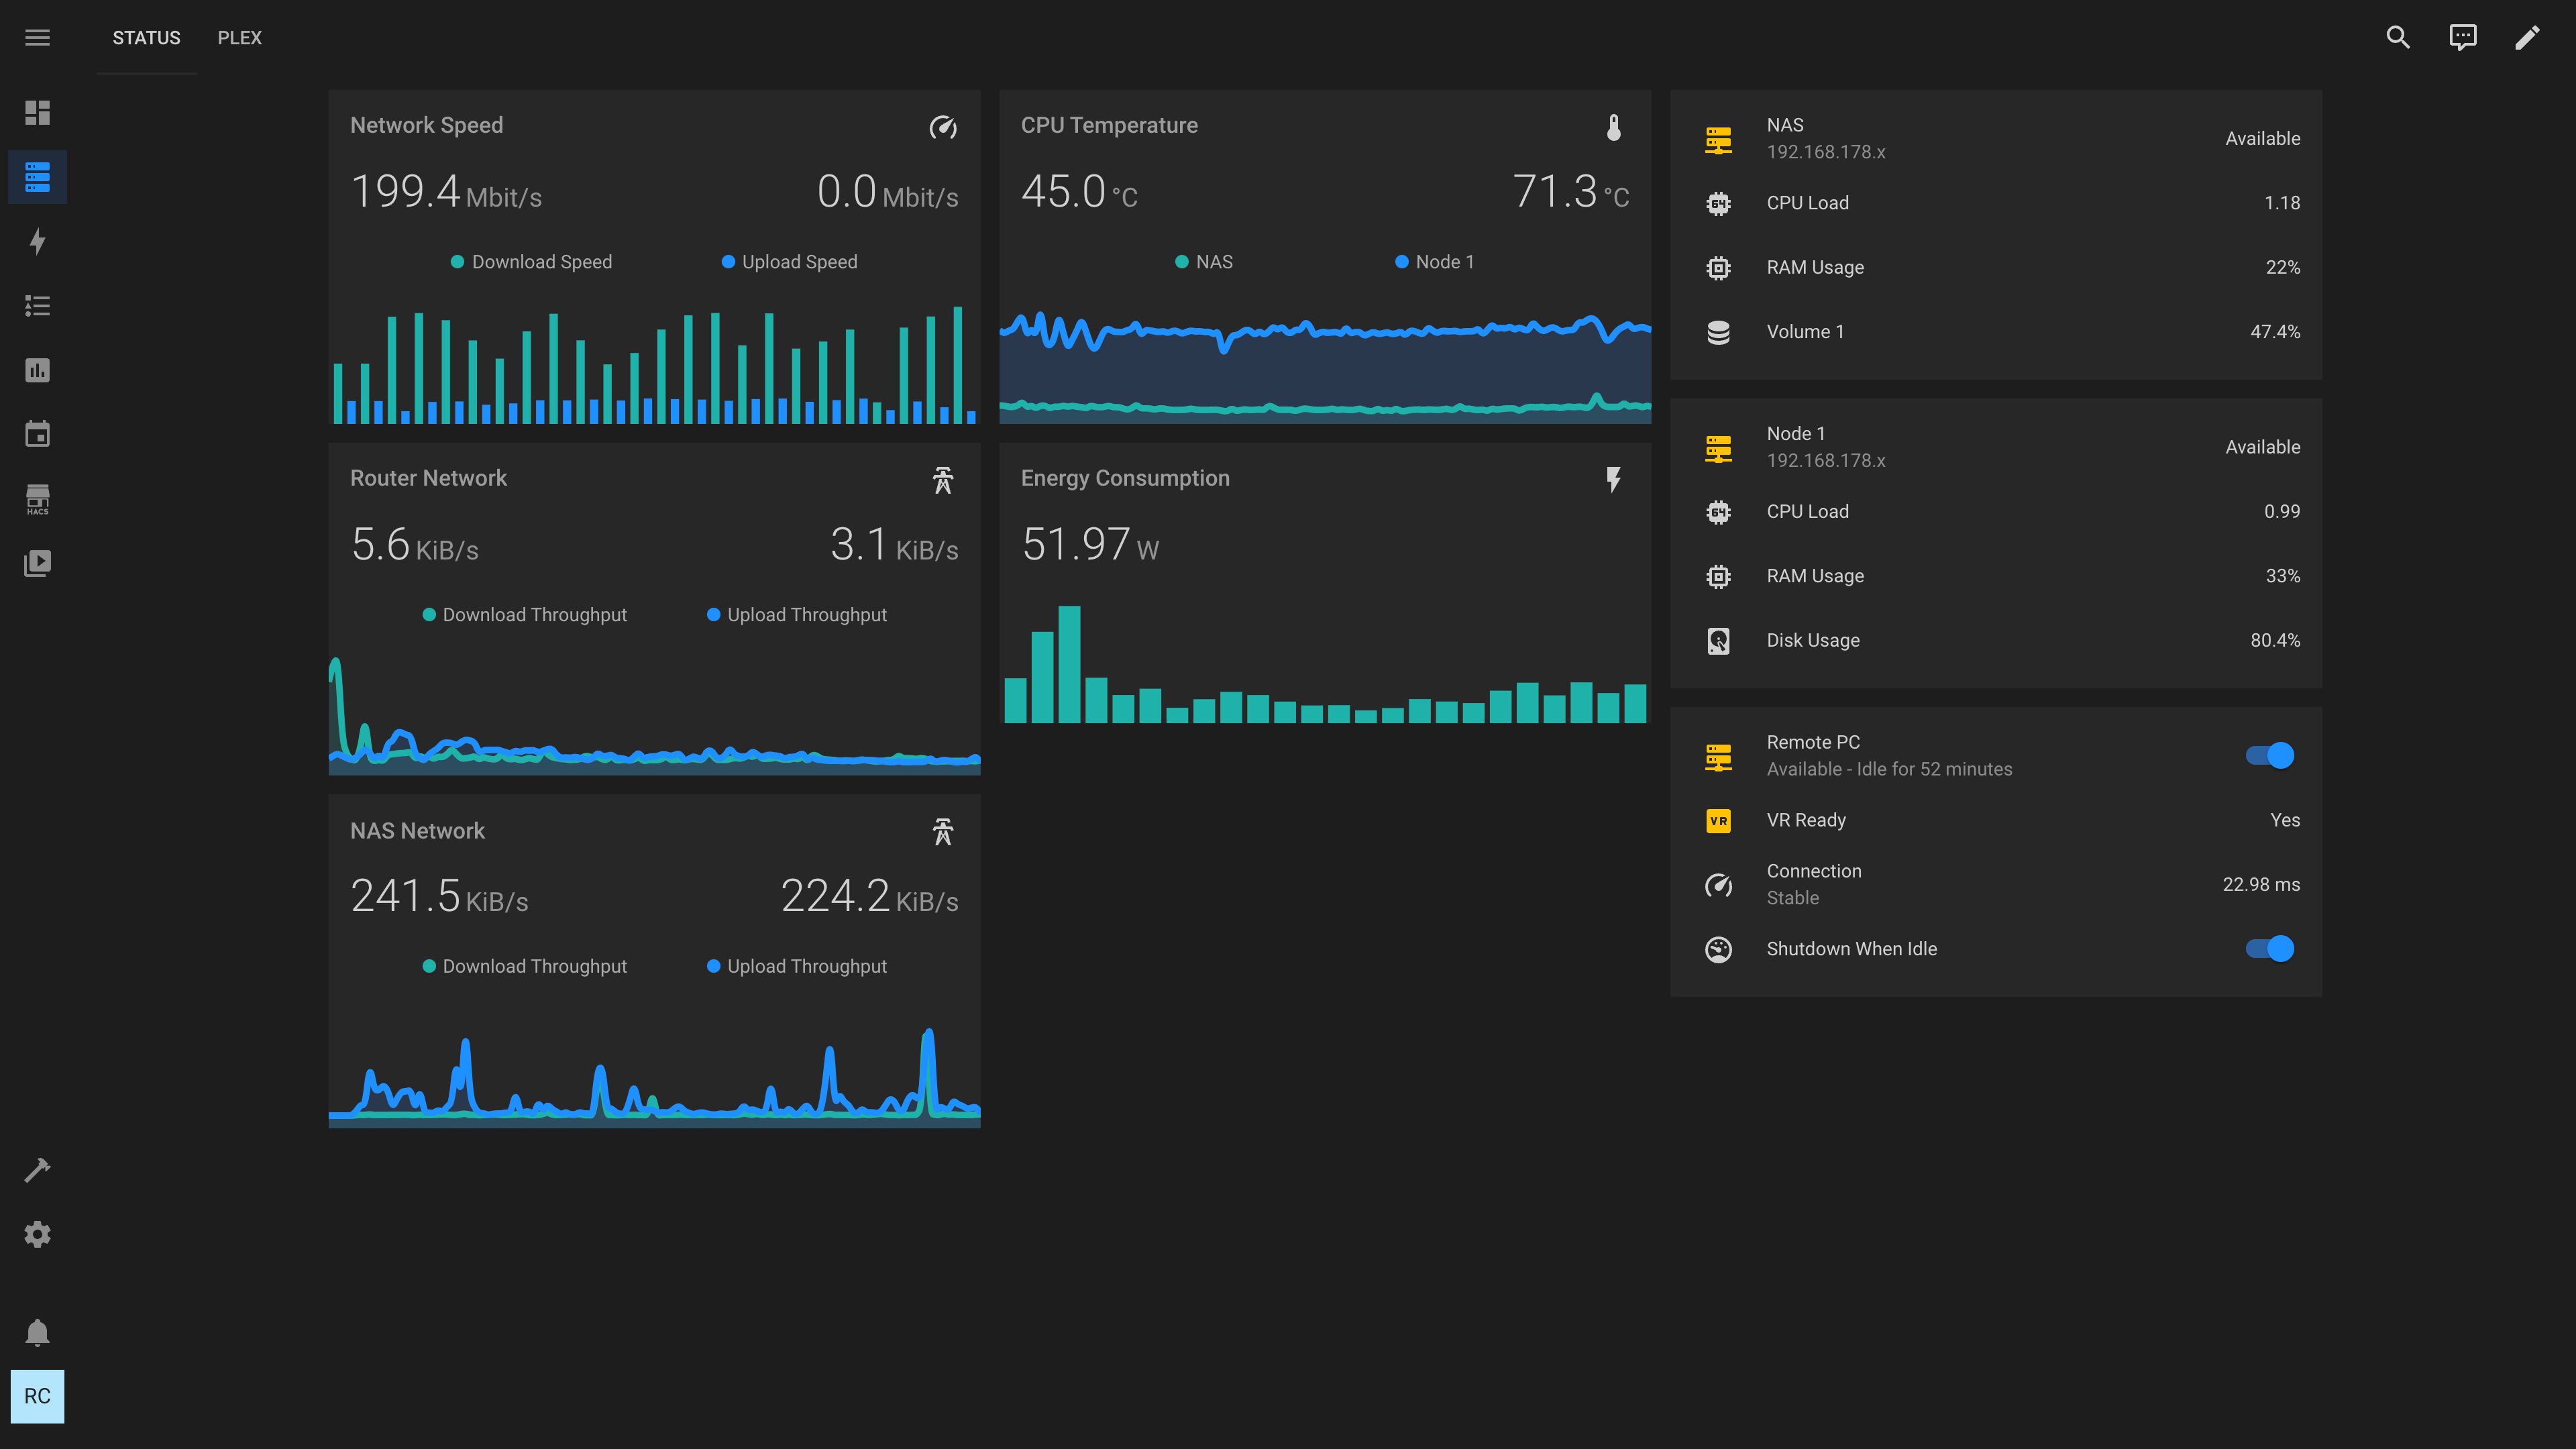 STATUS PLEX
HACS
RC
Network Speed
199.4 Mbit/s 0.0 Mbit/s
Download Speed Upload Speed
Router Network
5.6 KiB/s 3.1 KiB/s
Download Throughput Upload Throughput
NAS Network
241.5 KiB/s 224.2 KiB/s
Download Throughput Upload Throughput
CPU Temperature
45.0 °C 71.3 °C
NAS Node 1
Energy Consumption
51.97 W
NAS
192.168.178.x
Available
64 CPU Load 1.18
RAM Usage 22%
Volume 1 47.4%
Node 1
192.168.178.x
Available
64 CPU Load 0.99
RAM Usage 33%
Disk Usage 80.4%
Remote PC
Available - Idle for 52 minutes
VR VR Ready Yes
Connection
Stable
22.98 ms
Shutdown When Idle